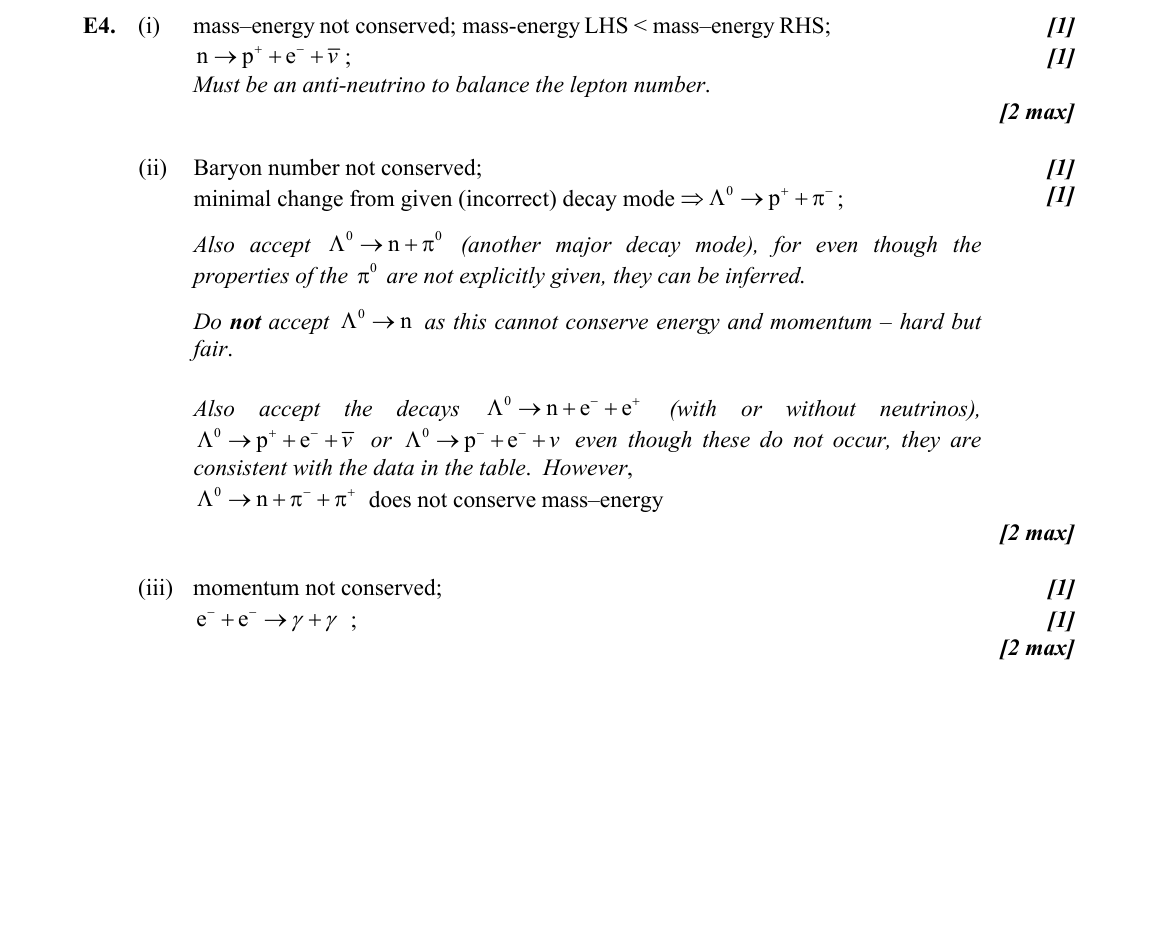 E4. (i) mass–energy not conserved; mass-energy LHS < mass–energy RHS; [1]
n → p⁺ + e⁻ + ν̅ ; [1]
Must be an anti-neutrino to balance the lepton number.
[2 max]
(ii) Baryon number not conserved; [1]
minimal change from given (incorrect) decay mode ⇒ Λ⁰ → p⁺ + π⁻ ; [1]
Also accept Λ⁰ → n + π⁰ (another major decay mode), for even though the
properties of the π⁰ are not explicitly given, they can be inferred.
Do not accept Λ⁰ → n as this cannot conserve energy and momentum – hard but
fair.
Also accept the decays Λ⁰ → n + e⁻ + e⁺ (with or without neutrinos),
Λ⁰ → p⁺ + e⁻ + ν̅ or Λ⁰ → p⁻ + e⁻ + ν even though these do not occur, they are
consistent with the data in the table. However,
Λ⁰ → n + π⁻ + π⁺ does not conserve mass–energy
[2 max]
(iii) momentum not conserved; [1]
e⁻ + e⁻ → γ + γ ; [1]
[2 max]